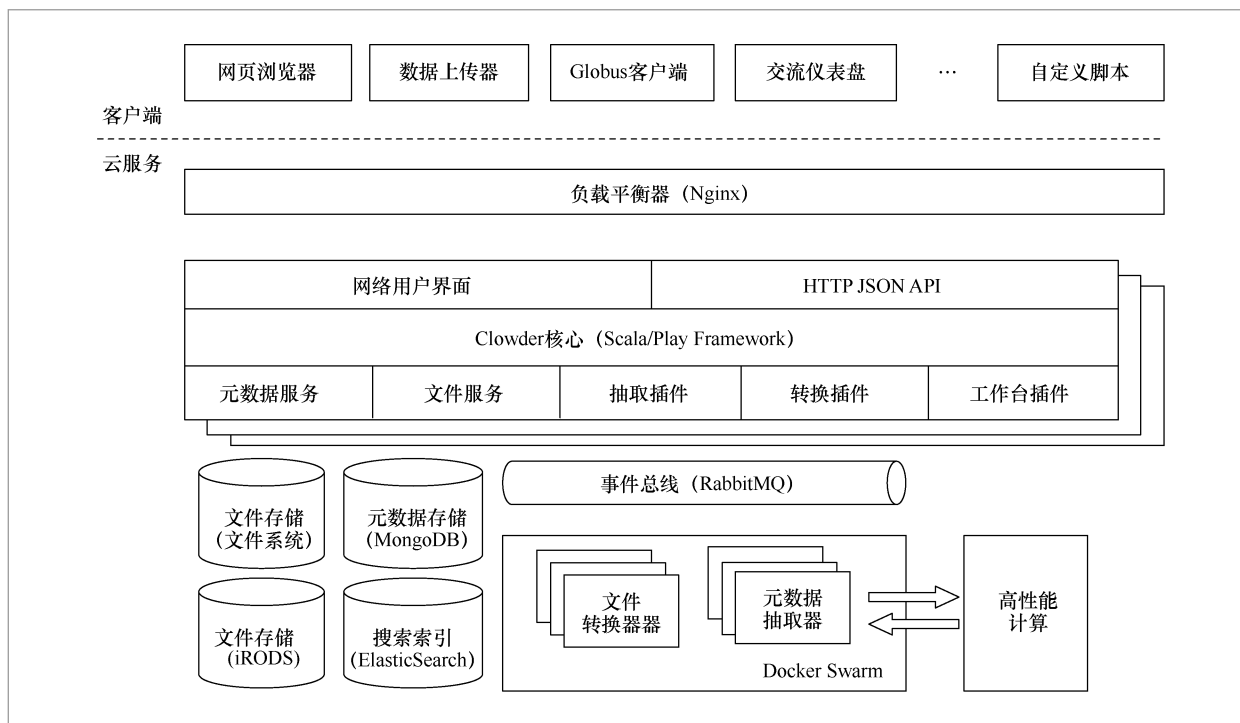 网页浏览器
数据上传器
Globus客户端
交流仪表盘
…
自定义脚本
客户端
云服务
负载平衡器（Nginx）
网络用户界面
HTTP JSON API
Clowder核心（Scala/Play Framework）
元数据服务
文件服务
抽取插件
转换插件
工作台插件
文件存储
（文件系统）
元数据存储
（MongoDB）
事件总线（RabbitMQ）
文件存储
（iRODS）
搜索索引
（ElasticSearch）
文件
转换器器
元数据
抽取器
Docker Swarm
高性能
计算